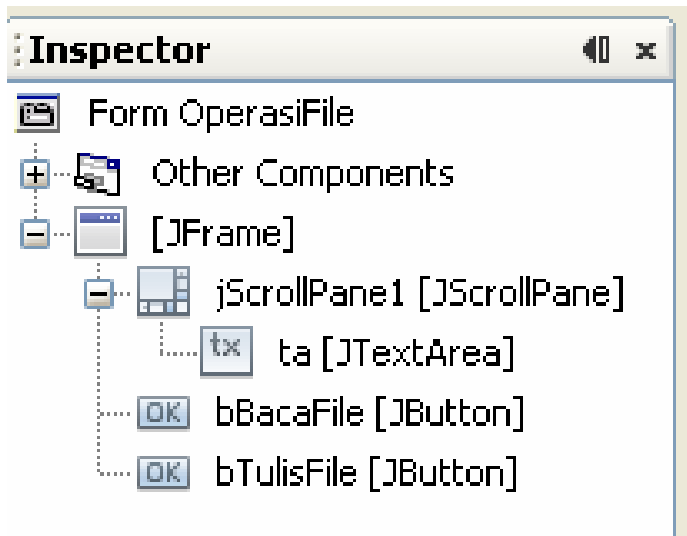 Inspector
Form OperasiFile
Other Components
[JFrame]
jScrollPane1 [JScrollPane]
tx ta [JTextArea]
OK bBacaFile [JButton]
OK bTulisFile [JButton]